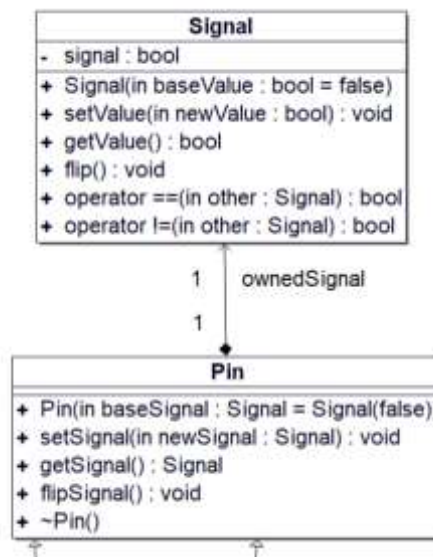 Signal
- signal : bool
+ Signal(in baseValue : bool = false)
+ setValue(in newValue : bool) : void
+ getValue() : bool
+ flip() : void
+ operator ==(in other : Signal) : bool
+ operator !=(in other : Signal) : bool
1 ownedSignal
1
Pin
+ Pin(in baseSignal : Signal = Signal(false)
+ setSignal(in newSignal : Signal) : void
+ getSignal() : Signal
+ flipSignal() : void
+ ~Pin()